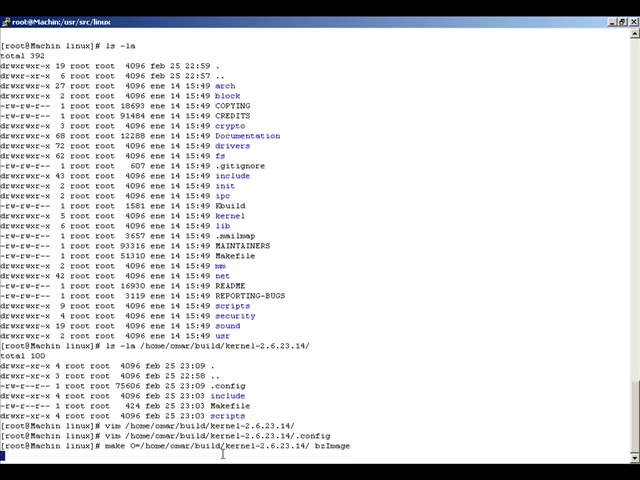 root@Machin:/usr/src/linux
[root@Machin linux]# ls -la
total 392
drwxrwxr-x 19 root root 4096 feb 25 22:59 .
drwxrwxr-x 6 root root 4096 feb 25 22:57 ..
drwxrwxr-x 27 root root 4096 ene 14 15:49 arch
drwxrwxr-x 2 root root 4096 ene 14 15:49 block
-rw-rw-r-- 1 root root 18693 ene 14 15:49 COPYING
-rw-rw-r-- 1 root root 91484 ene 14 15:49 CREDITS
drwxrwxr-x 3 root root 4096 ene 14 15:49 crypto
drwxrwxr-x 68 root root 12288 ene 14 15:49 Documentation
drwxrwxr-x 72 root root 4096 ene 14 15:49 drivers
drwxrwxr-x 62 root root 4096 ene 14 15:49 fs
-rw-rw-r-- 1 root root 607 ene 14 15:49 .gitignore
drwxrwxr-x 43 root root 4096 ene 14 15:49 include
drwxrwxr-x 2 root root 4096 ene 14 15:49 init
drwxrwxr-x 2 root root 4096 ene 14 15:49 ipc
-rw-rw-r-- 1 root root 1581 ene 14 15:49 Kbuild
drwxrwxr-x 5 root root 4096 ene 14 15:49 kernel
drwxrwxr-x 6 root root 4096 ene 14 15:49 lib
-rw-rw-r-- 1 root root 3657 ene 14 15:49 .mailmap
-rw-rw-r-- 1 root root 93316 ene 14 15:49 MAINTAINERS
-rw-rw-r-- 1 root root 51310 ene 14 15:49 Makefile
drwxrwxr-x 2 root root 4096 ene 14 15:49 mm
drwxrwxr-x 42 root root 4096 ene 14 15:49 net
-rw-rw-r-- 1 root root 16930 ene 14 15:49 README
-rw-rw-r-- 1 root root 3119 ene 14 15:49 REPORTING-BUGS
drwxrwxr-x 9 root root 4096 ene 14 15:49 scripts
drwxrwxr-x 4 root root 4096 ene 14 15:49 security
drwxrwxr-x 19 root root 4096 ene 14 15:49 sound
drwxrwxr-x 2 root root 4096 ene 14 15:49 usr
[root@Machin linux]# ls -la /home/omar/build/kernel-2.6.23.14/
total 100
drwxr-xr-x 4 root root 4096 feb 25 23:09 .
drwxr-xr-x 3 root root 4096 feb 25 22:58 ..
-rw-r--r-- 1 root root 75606 feb 25 23:09 .config
drwxr-xr-x 4 root root 4096 feb 25 23:09 include
-rw-r--r-- 1 root root 424 feb 25 23:03 Makefile
drwxr-xr-x 4 root root 4096 feb 25 23:03 scripts
[root@Machin linux]# vim /home/omar/build/kernel-2.6.23.14/
[root@Machin linux]# vim /home/omar/build/kernel-2.6.23.14/.config
[root@Machin linux]# make O=/home/omar/build/kernel-2.6.23.14/ bzImage